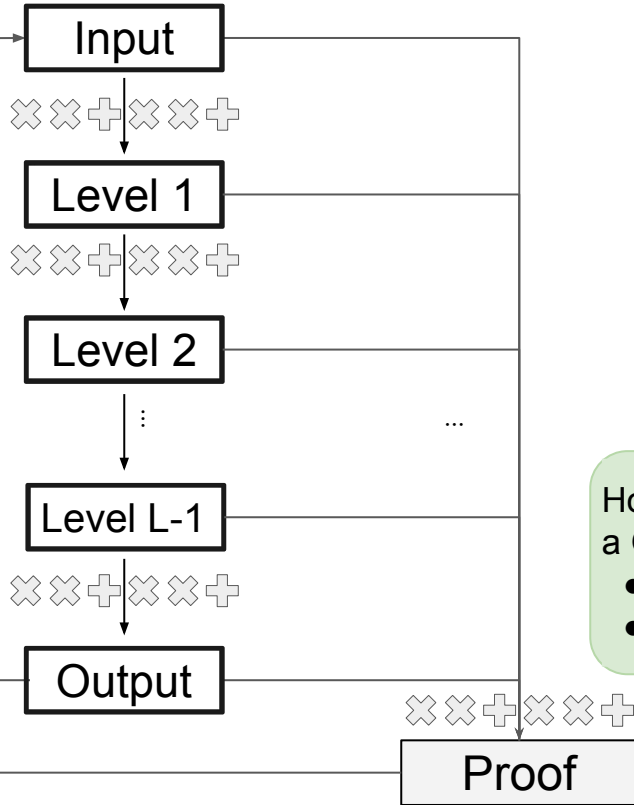 Input
Level 1
Level 2
...
...
Level L-1
Output
Proof
a